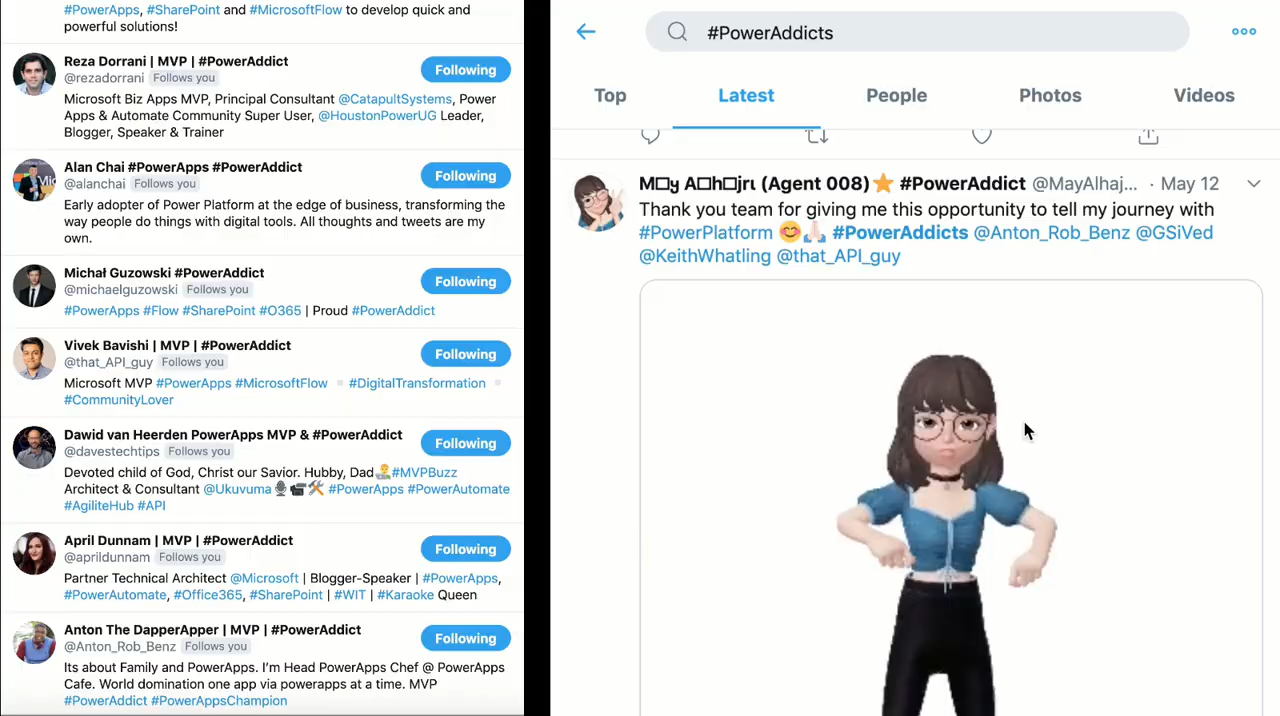 #PowerApps, #SharePoint and #MicrosoftFlow to develop quick and
powerful solutions!
Reza Dorrani | MVP | #PowerAddict
@rezadorrani Follows you
Following
Microsoft Biz Apps MVP, Principal Consultant @CatapultSystems, Power
Apps & Automate Community Super User, @HoustonPowerUG Leader,
Blogger, Speaker & Trainer
Alan Chai #PowerApps #PowerAddict
@alanchai Follows you
Following
Early adopter of Power Platform at the edge of business, transforming the
way people do things with digital tools. All thoughts and tweets are my
own.
Michał Guzowski #PowerAddict
@michaelguzowski Follows you
Following
#PowerApps #Flow #SharePoint #O365 | Proud #PowerAddict
Vivek Bavishi | MVP | #PowerAddict
@that_API_guy Follows you
Following
Microsoft MVP #PowerApps #MicrosoftFlow ▫️ #DigitalTransformation ▫️
#CommunityLover
Dawid van Heerden PowerApps MVP & #PowerAddict
@davestechtips Follows you
Following
Devoted child of God, Christ our Savior. Hubby, Dad #MVPBuzz
Architect & Consultant @Ukuvuma 🎙📹🛠 #PowerApps #PowerAutomate
#AgiliteHub #API
April Dunnam | MVP | #PowerAddict
@aprildunnam Follows you
Following
Partner Technical Architect @Microsoft | Blogger-Speaker | #PowerApps,
#PowerAutomate, #Office365, #SharePoint | #WIT | #Karaoke Queen
Anton The DapperApper | MVP | #PowerAddict
@Anton_Rob_Benz Follows you
Following
Its about Family and PowerApps. I'm Head PowerApps Chef @ PowerApps
Cafe. World domination one app via powerapps at a time. MVP
#PowerAddict #PowerAppsChampion
#PowerAddicts
Top Latest People Photos Videos
M□y A□h□jrι (Agent 008)⭐ #PowerAddict @MayAlhaj... · May 12
Thank you team for giving me this opportunity to tell my journey with
#PowerPlatform 😊🙏🏻 #PowerAddicts @Anton_Rob_Benz @GSiVed
@KeithWhatling @that_API_guy